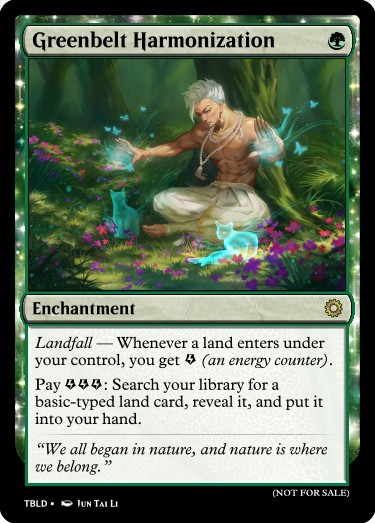 Greenbelt Harmonization
Enchantment
Landfall — Whenever a land enters under
your control, you get (an energy counter).
Pay : Search your library for a
basic-typed land card, reveal it, and put it
into your hand.
“We all began in nature, and nature is where
we belong.”
(NOT FOR SALE)
TBLD • Jun Tai Li